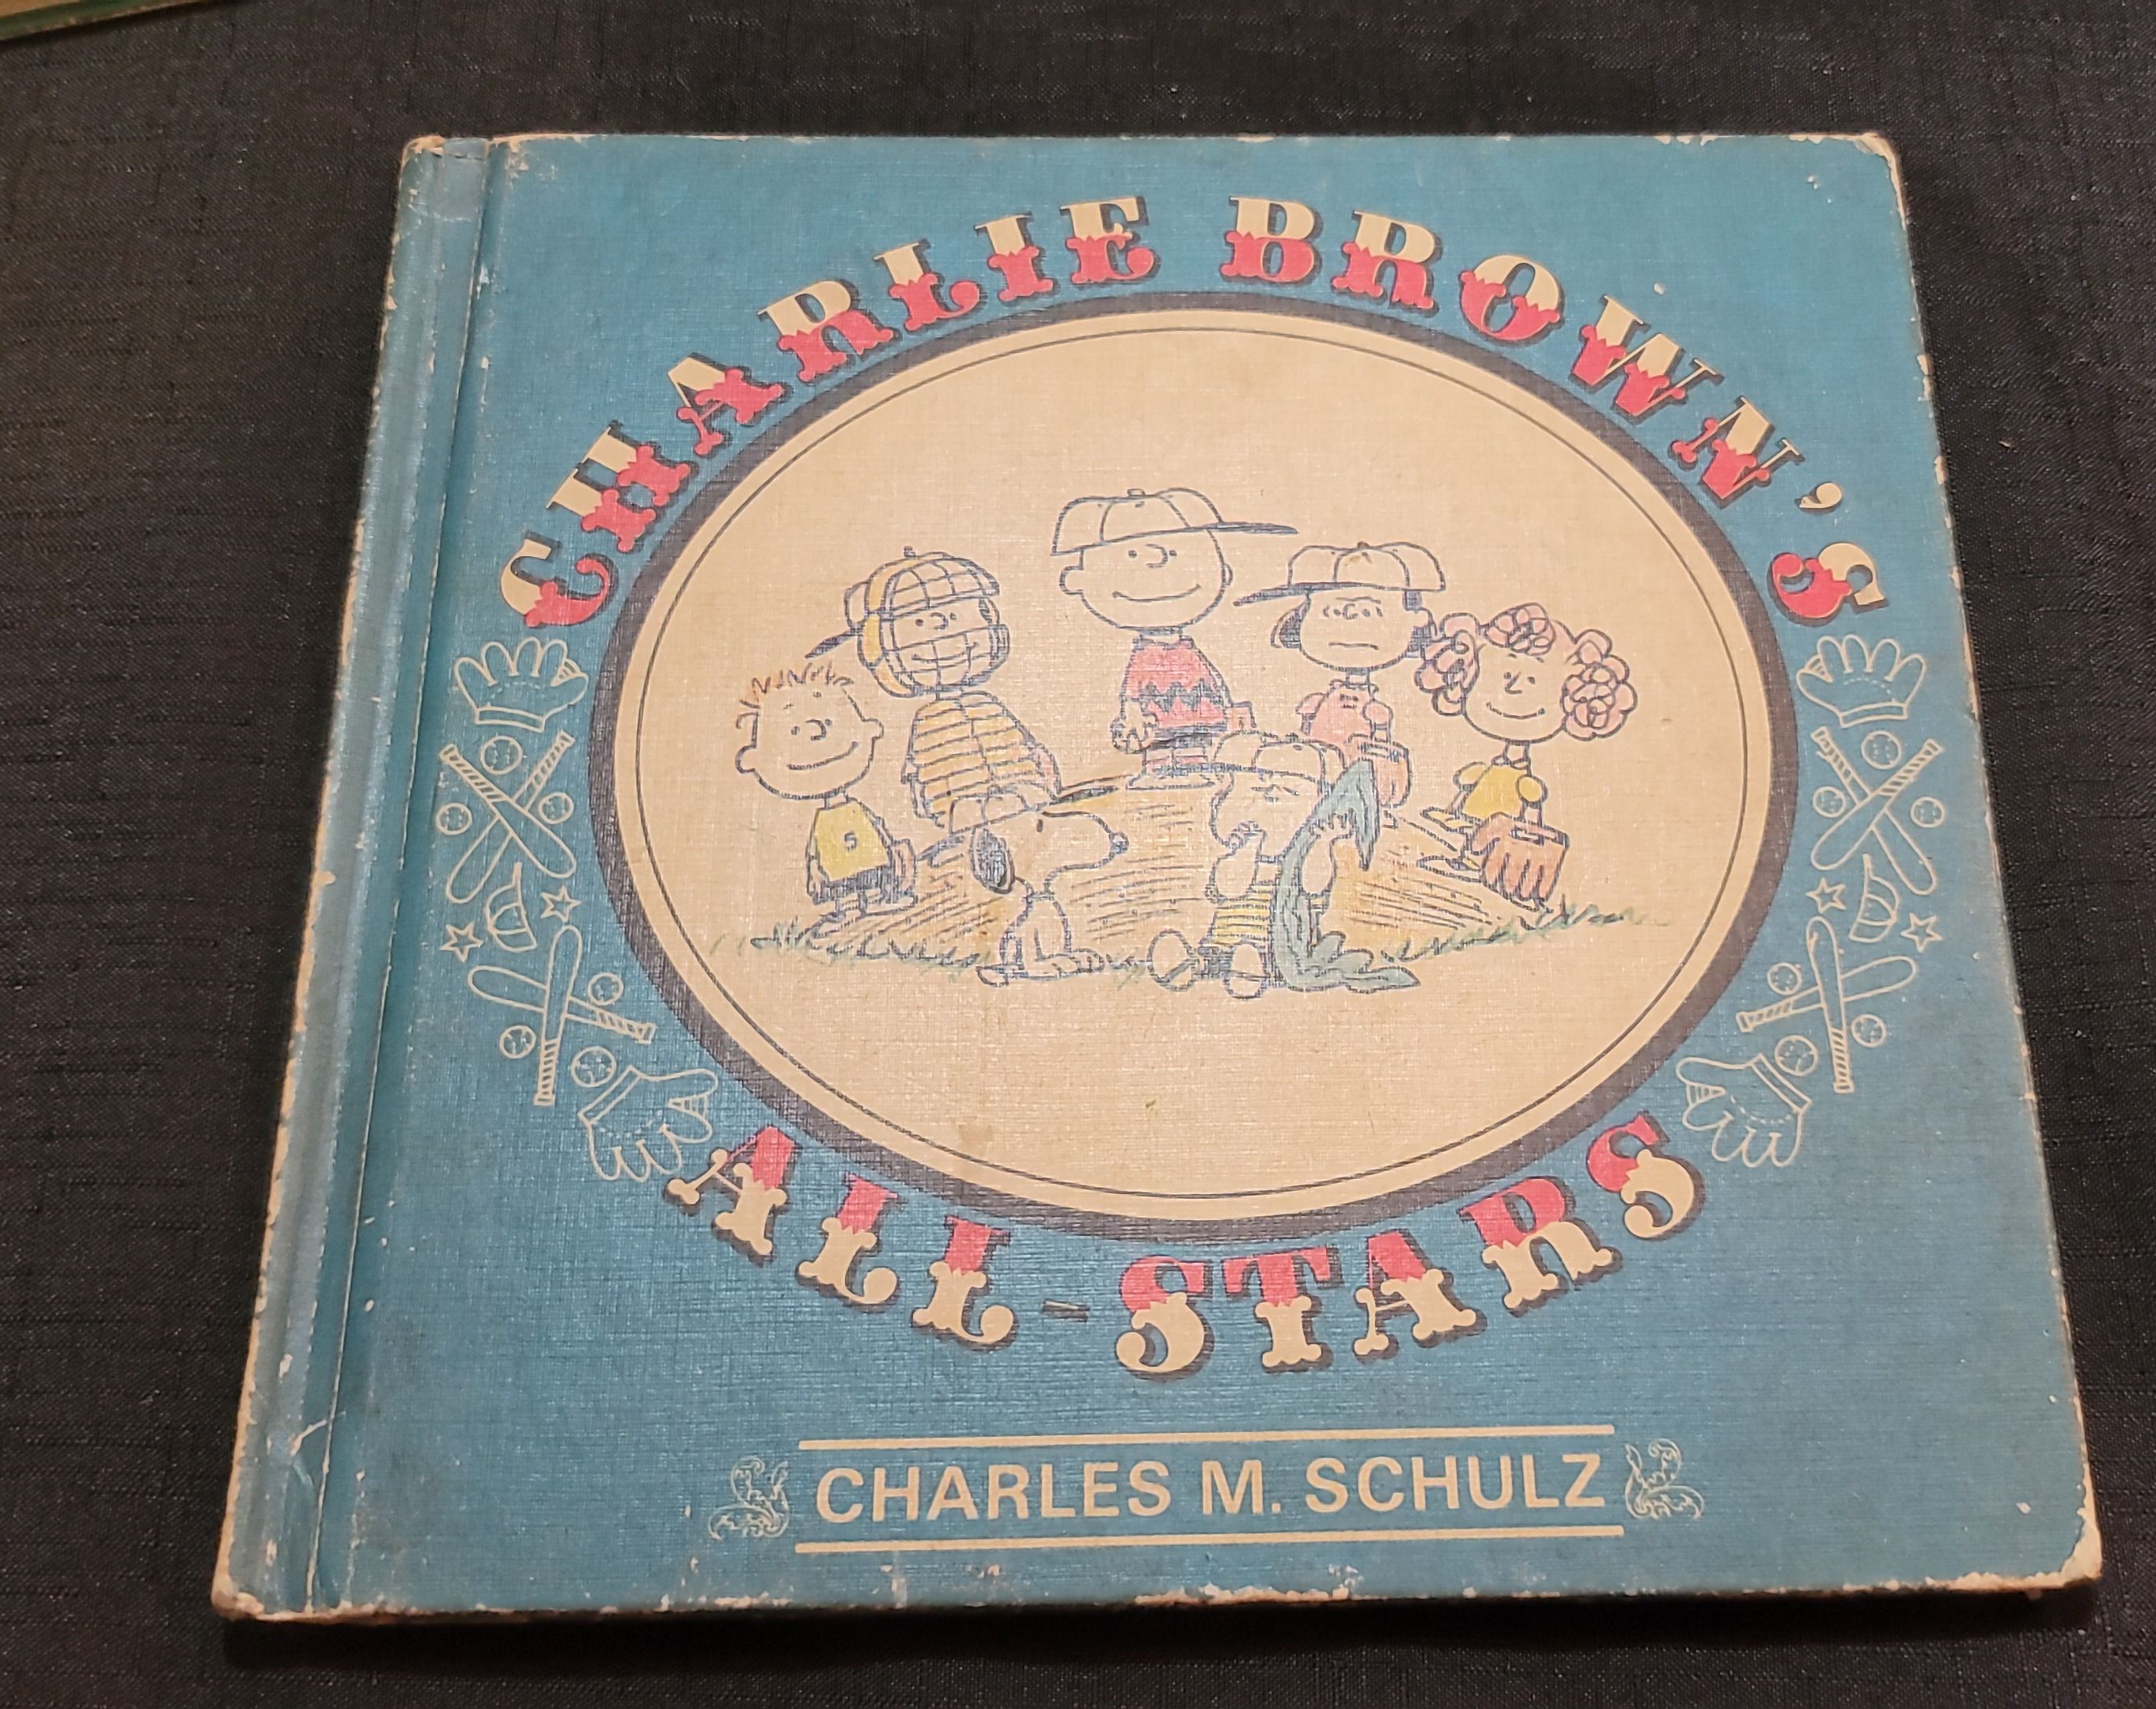 CHARLIE BROWN'S
ALL-STARS
CHARLES M. SCHULZ